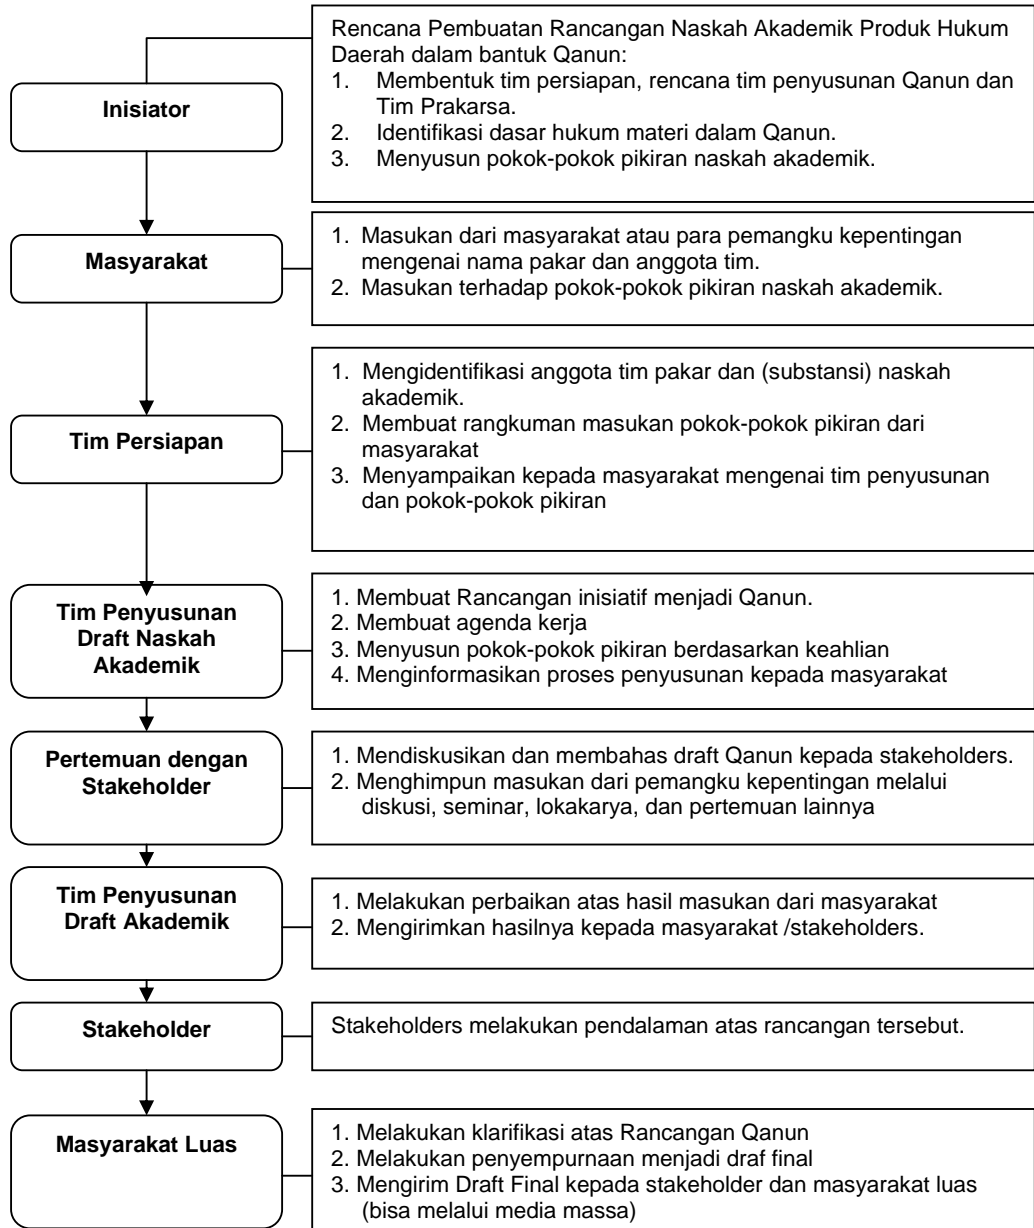 Rencana Pembuatan Rancangan Naskah Akademik Produk Hukum
Daerah dalam bantuk Qanun:
1. Membentuk tim persiapan, rencana tim penyusunan Qanun dan
Tim Prakarsa.
2. Identifikasi dasar hukum materi dalam Qanun.
3. Menyusun pokok-pokok pikiran naskah akademik.
Inisiator
Masyarakat
1. Masukan dari masyarakat atau para pemangku kepentingan
mengenai nama pakar dan anggota tim.
2. Masukan terhadap pokok-pokok pikiran naskah akademik.
Tim Persiapan
1. Mengidentifikasi anggota tim pakar dan (substansi) naskah
akademik.
2. Membuat rangkuman masukan pokok-pokok pikiran dari
masyarakat
3. Menyampaikan kepada masyarakat mengenai tim penyusunan
dan pokok-pokok pikiran
Tim Penyusunan
Draft Naskah
Akademik
1. Membuat Rancangan inisiatif menjadi Qanun.
2. Membuat agenda kerja
3. Menyusun pokok-pokok pikiran berdasarkan keahlian
4. Menginformasikan proses penyusunan kepada masyarakat
Pertemuan dengan
Stakeholder
1. Mendiskusikan dan membahas draft Qanun kepada stakeholders.
2. Menghimpun masukan dari pemangku kepentingan melalui
diskusi, seminar, lokakarya, dan pertemuan lainnya
Tim Penyusunan
Draft Akademik
1. Melakukan perbaikan atas hasil masukan dari masyarakat
2. Mengirimkan hasilnya kepada masyarakat /stakeholders.
Stakeholder
Stakeholders melakukan pendalaman atas rancangan tersebut.
Masyarakat Luas
1. Melakukan klarifikasi atas Rancangan Qanun
2. Melakukan penyempurnaan menjadi draf final
3. Mengirim Draft Final kepada stakeholder dan masyarakat luas
(bisa melalui media massa)